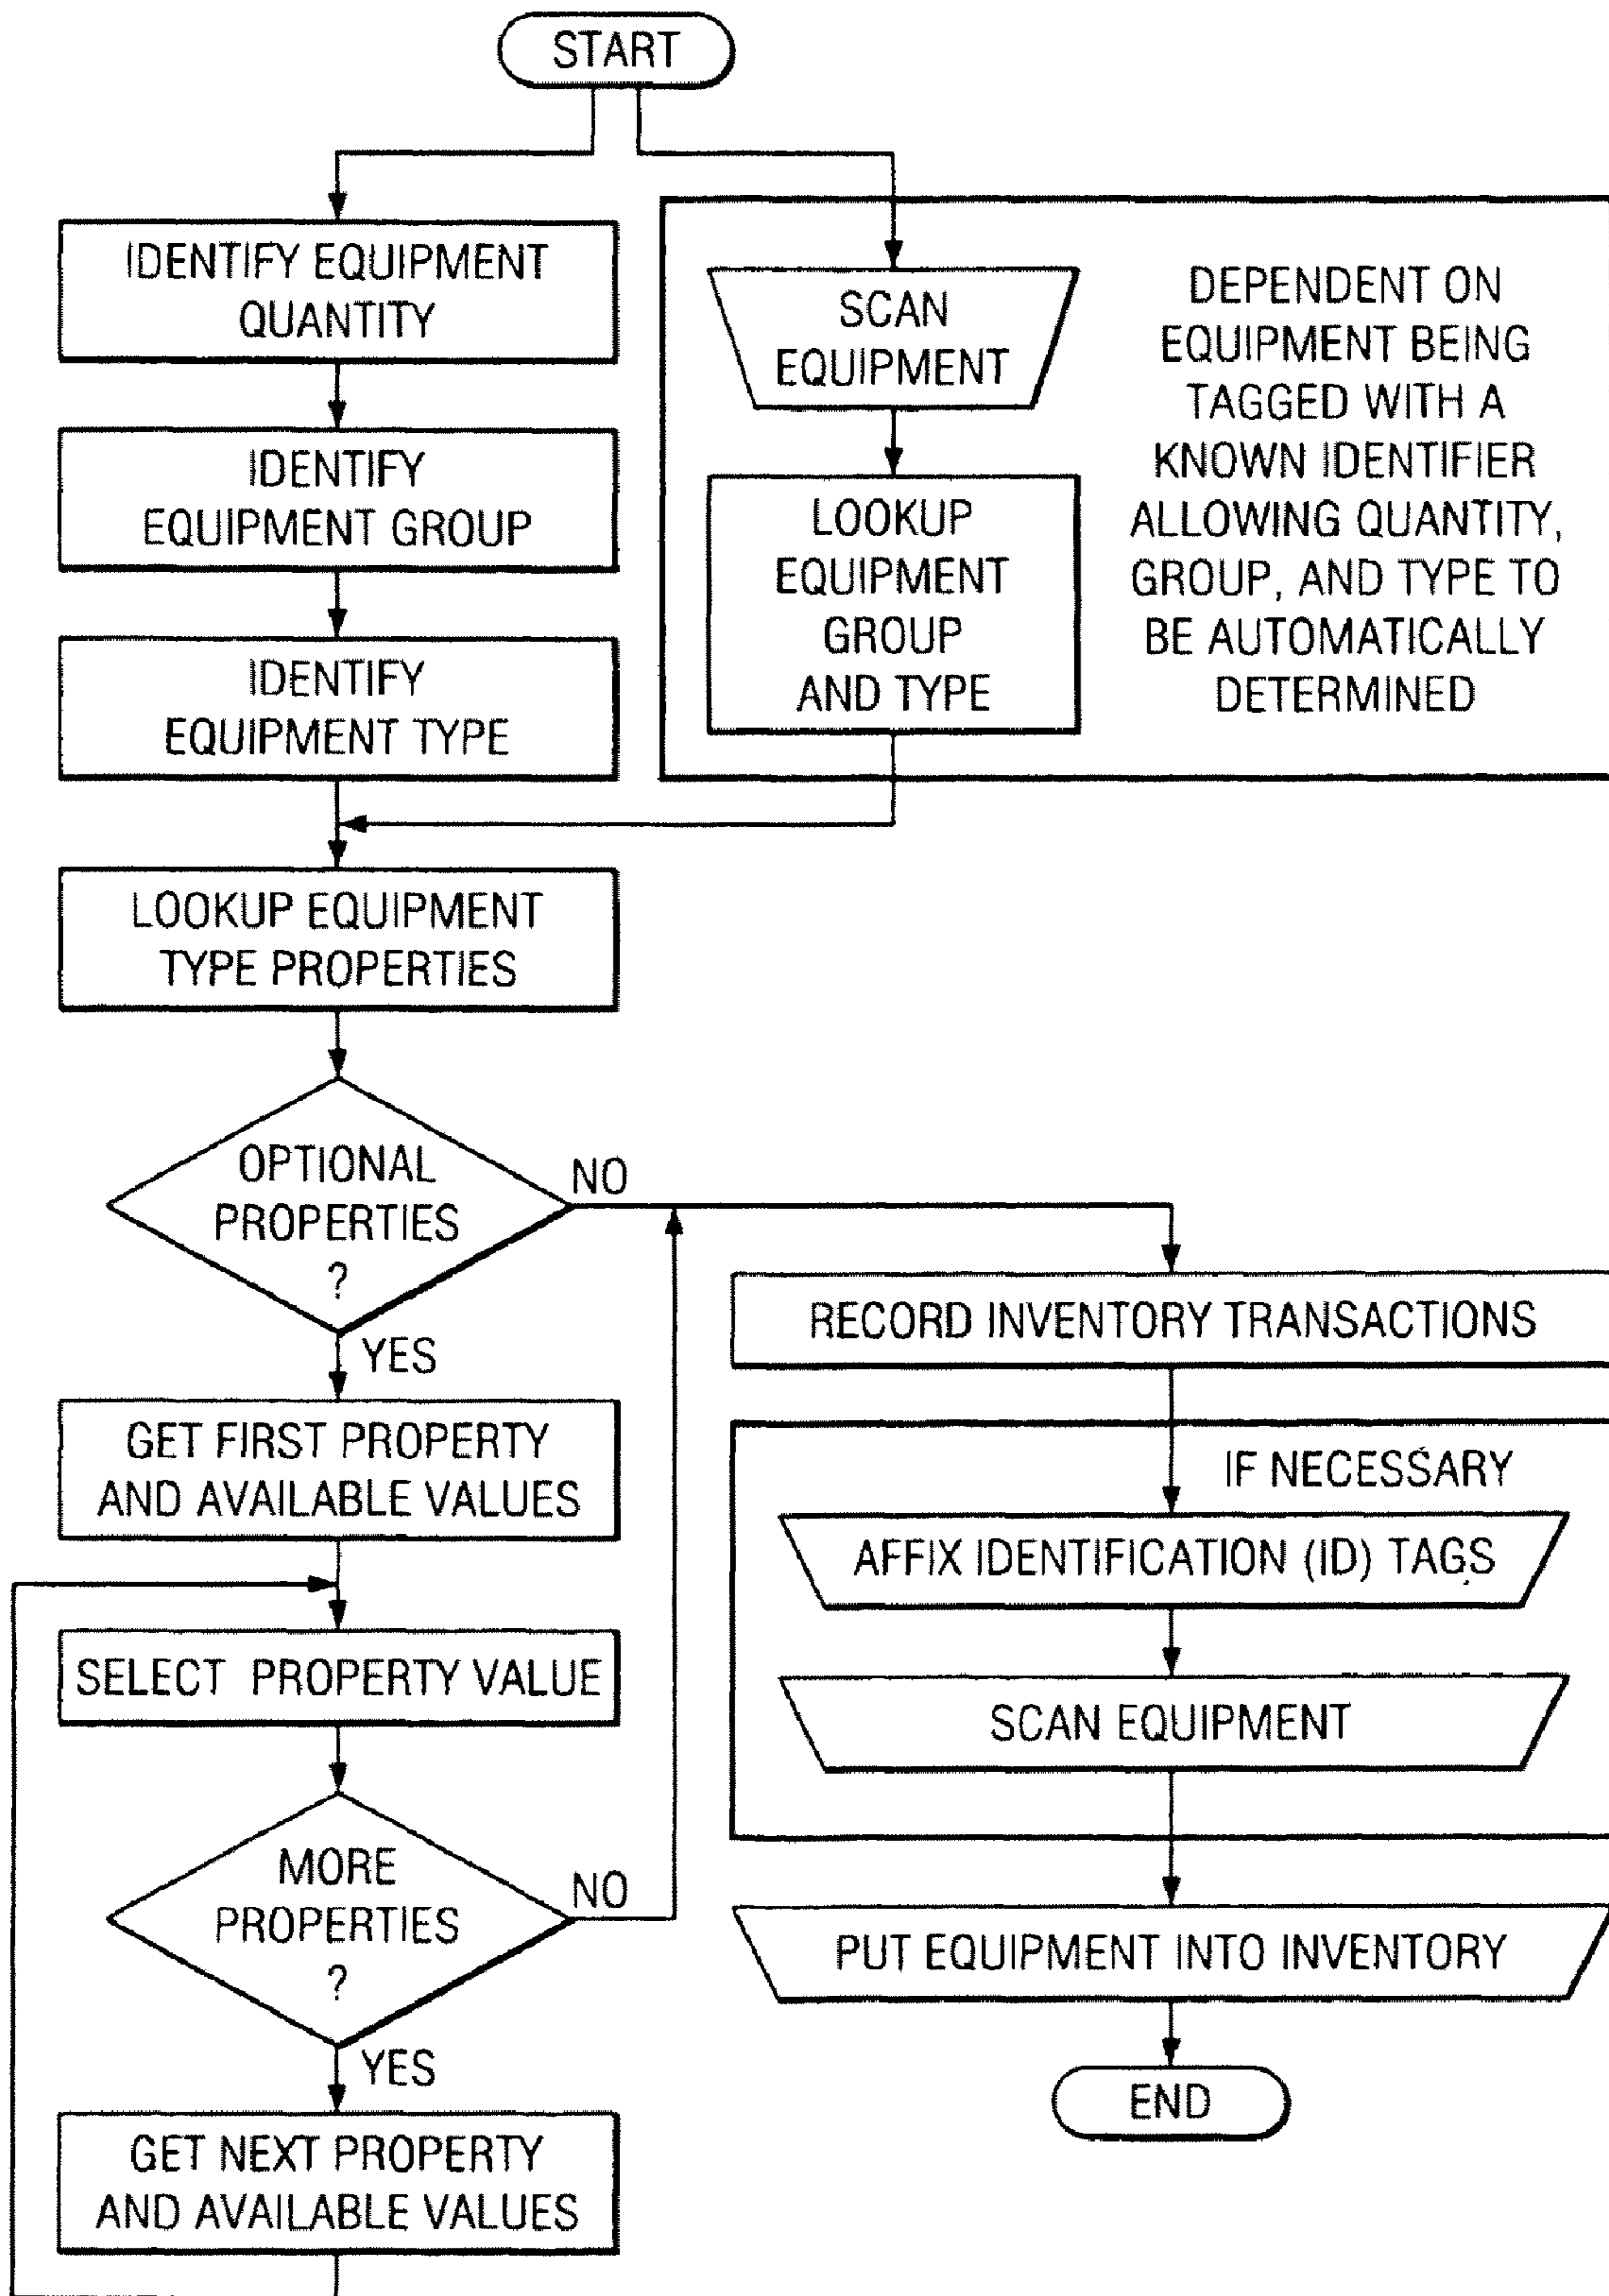 START
IDENTIFY EQUIPMENT
QUANTITY
IDENTIFY
EQUIPMENT GROUP
IDENTIFY
EQUIPMENT TYPE
SCAN
EQUIPMENT
LOOKUP
EQUIPMENT
GROUP
AND TYPE
DEPENDENT ON
EQUIPMENT BEING
TAGGED WITH A
KNOWN IDENTIFIER
ALLOWING QUANTITY,
GROUP, AND TYPE TO
BE AUTOMATICALLY
DETERMINED
LOOKUP EQUIPMENT
TYPE PROPERTIES
OPTIONAL
PROPERTIES
?
NO
YES
GET FIRST PROPERTY
AND AVAILABLE VALUES
SELECT PROPERTY VALUE
MORE
PROPERTIES
?
NO
YES
GET NEXT PROPERTY
AND AVAILABLE VALUES
RECORD INVENTORY TRANSACTIONS
IF NECESSARY
AFFIX IDENTIFICATION (ID) TAGS
SCAN EQUIPMENT
PUT EQUIPMENT INTO INVENTORY
END